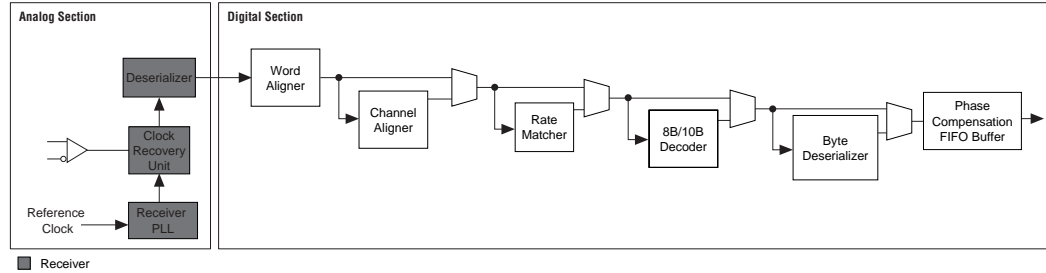 Analog Section
Digital Section
Deserializer
Word
Aligner
Channel
Aligner
Rate
Matcher
8B/10B
Decoder
Byte
Deserializer
Phase
Compensation
FIFO Buffer
Clock
Recovery
Unit
Reference
Clock
Receiver
PLL
Receiver